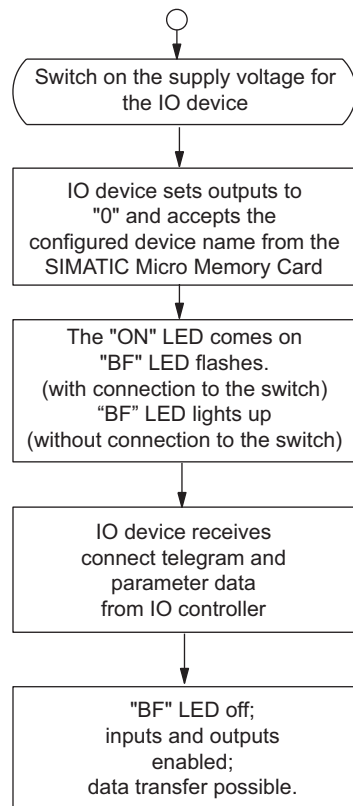 Switch on the supply voltage for
the IO device
IO device sets outputs to
"0" and accepts the
configured device name from the
SIMATIC Micro Memory Card
The "ON" LED comes on
"BF" LED flashes.
(with connection to the switch)
“BF” LED lights up
(without connection to the switch)
IO device receives
connect telegram and
parameter data
from IO controller
"BF" LED off;
inputs and outputs
enabled;
data transfer possible.